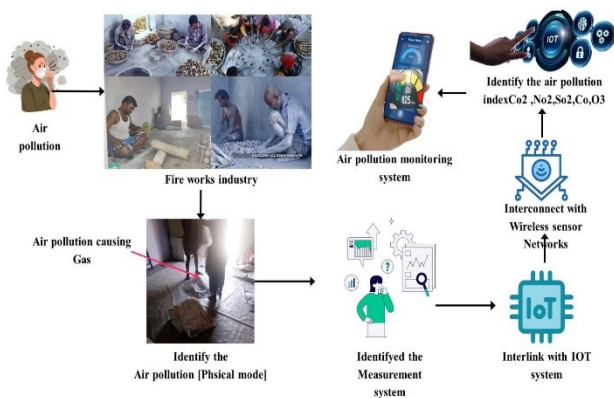 Air
pollution
Fire works industry
Air pollution monitoring
system
IOT
Identify the air pollution
indexCo2 ,No2,So2,Co,O3
Interconnect with
Wireless sensor
Networks
Air pollution causing
Gas
Identify the
Air pollution [Phsical mode]
Identifyed the
Measurement
system
IoT
Interlink with IOT
system